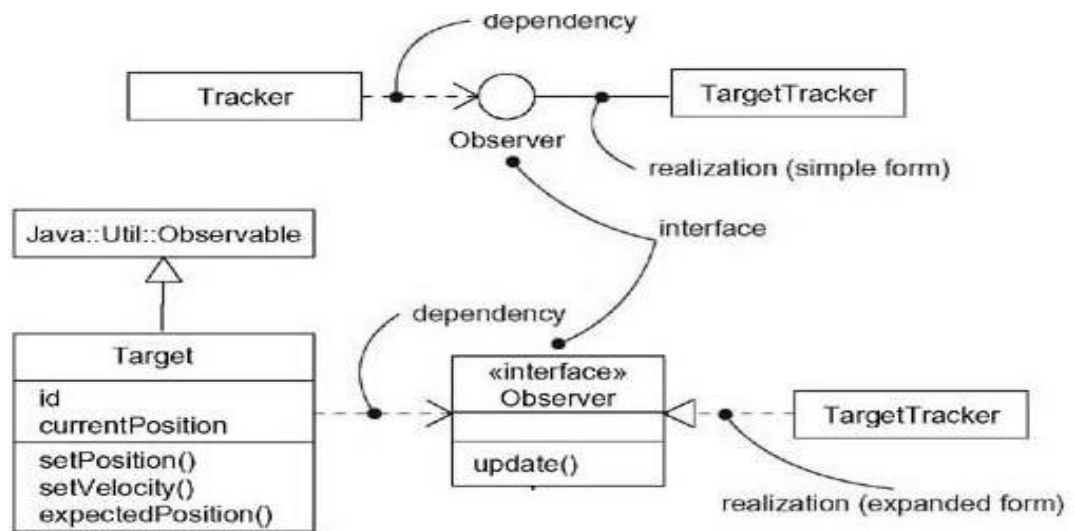 dependency
Tracker
Observer
TargetTracker
realization (simple form)
Java::Util::Observable
interface
dependency
Target
id
currentPosition
setPosition()
setVelocity()
expectedPosition()
«interface»
Observer
update()
TargetTracker
realization (expanded form)